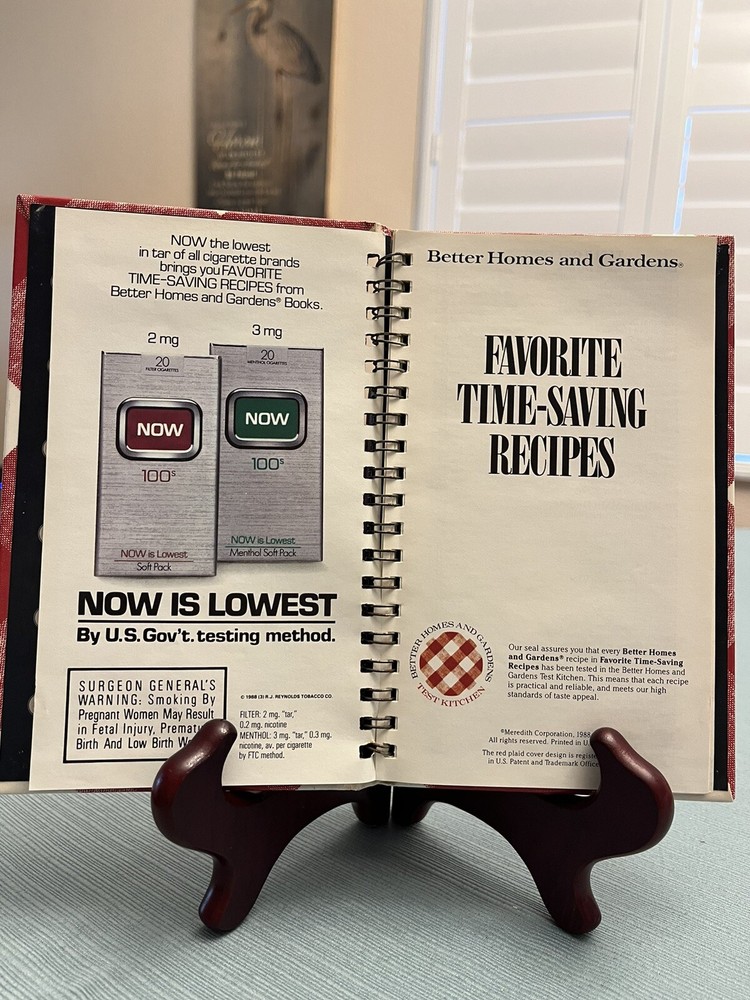 Heron
NOW the lowest
in tar of all cigarette brands
brings you FAVORITE
TIME-SAVING RECIPES from
Better Homes and Gardens® Books.
2 mg
3 mg
20
FILTER CIGARETTES
20
MENTHOL CIGARETTES
NOW
NOW
100s
100s
NOW is Lowest
Soft Pack
NOW is Lowest
Menthol Soft Pack
NOW IS LOWEST
By U.S. Gov't. testing method.
SURGEON GENERAL'S
WARNING: Smoking By
Pregnant Women May Result
in Fetal Injury, Premat
Birth And Low Birth W
© 1988 (3) R.J. REYNOLDS TOBACCO CO.
FILTER: 2 mg. "tar,"
0.2 mg. nicotine
MENTHOL: 3 mg. "tar," 0.3 mg.
nicotine, av. per cigarette
by FTC method.
Better Homes and Gardens®
FAVORITE
TIME-SAVING
RECIPES
BETTER HOMES AND GARDENS
TEST KITCHEN
Our seal assures you that every Better Homes
and Gardens® recipe in Favorite Time-Saving
Recipes has been tested in the Better Homes and
Gardens Test Kitchen. This means that each recipe
is practical and reliable, and meets our high
standards of taste appeal.
®Meredith Corporation, 1988
All rights reserved. Printed in U.
The red plaid cover design is registe
in U.S. Patent and Trademark Office